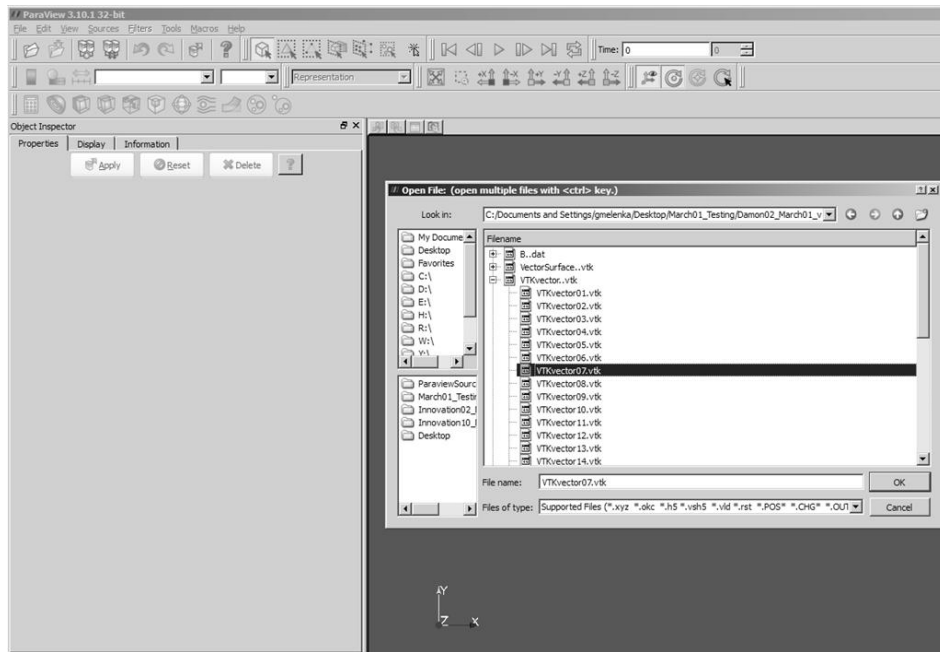 ParaView 3.10.1 32-bit
File Edit View Sources Filters Tools Macros Help
Time: 0 0
Representation
+X -X +Y -Y +Z -Z
Object Inspector
Properties Display Information
Apply Reset Delete ?
Open File: (open multiple files with <ctrl> key.)
Look in: C:/Documents and Settings/gmelenka/Desktop/March01_Testing/Damon02_March01_v
My Docume
Desktop
Favorites
C:\
D:\
E:\
H:\
R:\
W:\
Y:\
ParaviewSourc
March01_Testir
Innovation02_
Innovation10_
Desktop
Filename
B..dat
VectorSurface..vtk
VTKvector..vtk
VTKvector01.vtk
VTKvector02.vtk
VTKvector03.vtk
VTKvector04.vtk
VTKvector05.vtk
VTKvector06.vtk
VTKvector07.vtk
VTKvector08.vtk
VTKvector09.vtk
VTKvector10.vtk
VTKvector11.vtk
VTKvector12.vtk
VTKvector13.vtk
VTKvector14.vtk
File name: VTKvector07.vtk OK
Files of type: Supported Files (*.xyz *.okc *.h5 *.vsh5 *.vld *.rst *.POS* *.CHG* *.OUT Cancel
Y
Z X